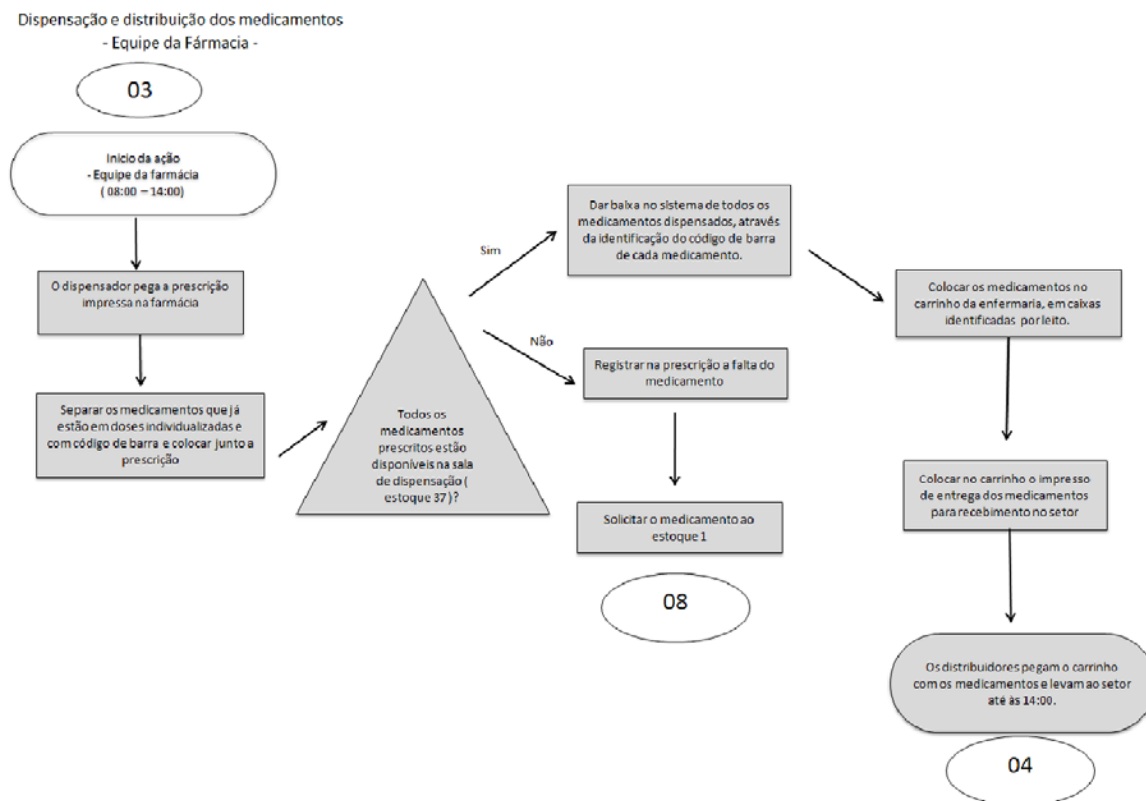 Dispensação e distribuição dos medicamentos
- Equipe da Fármacia -
03
Inicio da ação
- Equipe da farmácia
( 08:00 – 14:00)
O dispensador pega a prescrição
impressa na farmácia
Separar os medicamentos que já
estão em doses individualizadas e
com código de barra e colocar junto a
prescrição
Todos os
medicamentos
prescritos estão
disponíveis na sala
de dispensação (
estoque 37 )?
Sim
Dar baixa no sistema de todos os
medicamentos dispensados, através
da identificação do código de barra
de cada medicamento.
Não
Registrar na prescrição a falta do
medicamento
Solicitar o medicamento ao
estoque 1
08
Colocar os medicamentos no
carrinho da enfermaria, em caixas
identificadas por leito.
Colocar no carrinho o impresso
de entrega dos medicamentos
para recebimento no setor
Os distribuidores pegam o carrinho
com os medicamentos e levam ao setor
até às 14:00.
04